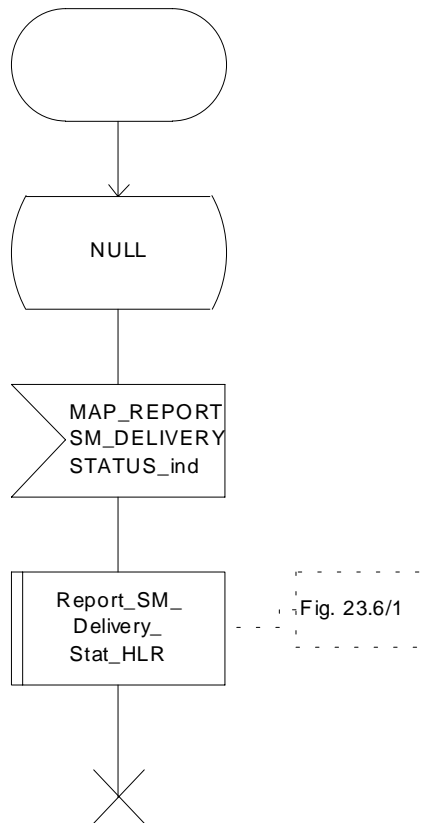 NULL
MAP_REPORT
SM_DELIVERY
STATUS_ind
Report_SM_
Delivery_
Stat_HLR
Fig. 23.6/1